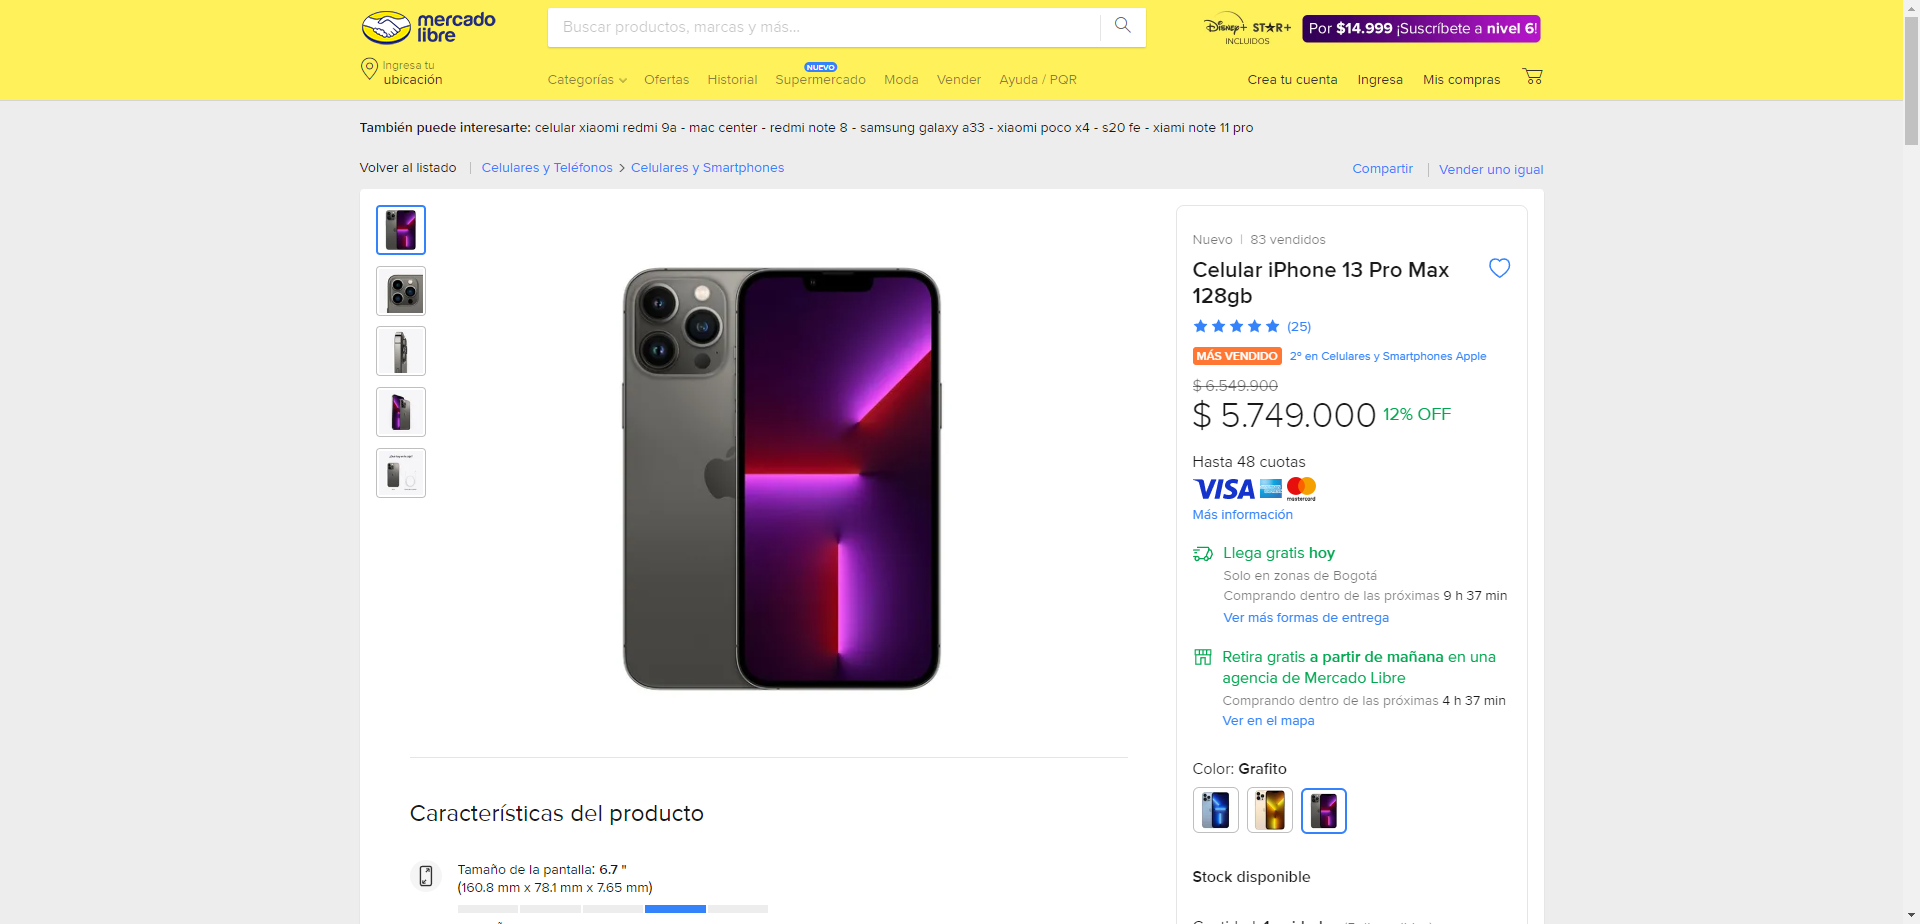 mercado
libre
Buscar productos, marcas y más...
Disney+ STAR+
INCLUIDOS
Por $14.999 ¡Suscríbete a nivel 6!
Ingresa tu
ubicación
NUEVO
Categorías Ofertas Historial Supermercado Moda Vender Ayuda / PQR
Crea tu cuenta Ingresa Mis compras
También puede interesarte: celular xiaomi redmi 9a - mac center - redmi note 8 - samsung galaxy a33 - xiaomi poco x4 - s20 fe - xiami note 11 pro
Volver al listado | Celulares y Teléfonos > Celulares y Smartphones
Compartir | Vender uno igual
Nuevo | 83 vendidos
Celular iPhone 13 Pro Max
128gb
(25)
MÁS VENDIDO 2º en Celulares y Smartphones Apple
$ 6.549.900
$ 5.749.000 12% OFF
Hasta 48 cuotas
VISA mastercard
Más información
Llega gratis hoy
Solo en zonas de Bogotá
Comprando dentro de las próximas 9 h 37 min
Ver más formas de entrega
Retira gratis a partir de mañana en una
agencia de Mercado Libre
Comprando dentro de las próximas 4 h 37 min
Ver en el mapa
Color: Grafito
Stock disponible
Características del producto
Tamaño de la pantalla: 6.7 "
(160.8 mm x 78.1 mm x 7.65 mm)